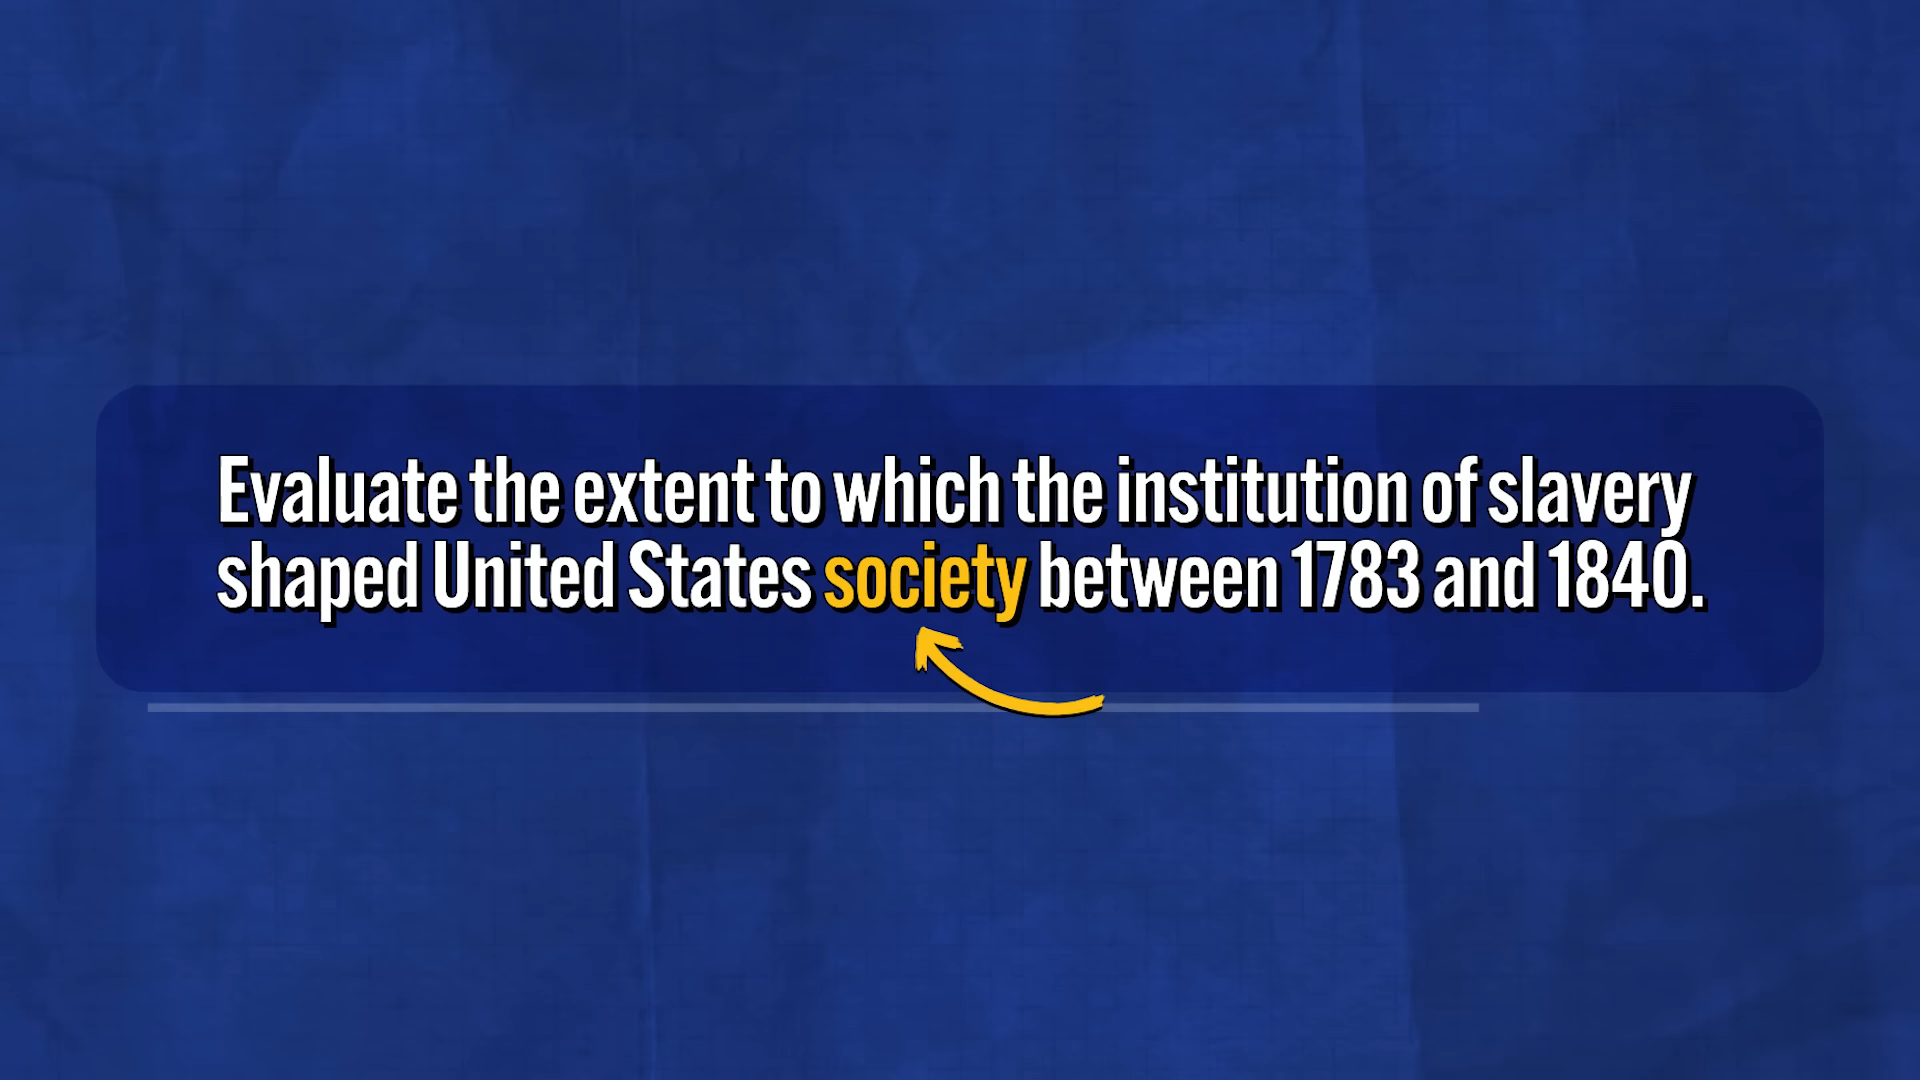 Evaluate the extent to which the institution of slavery
shaped United States society between 1783 and 1840.